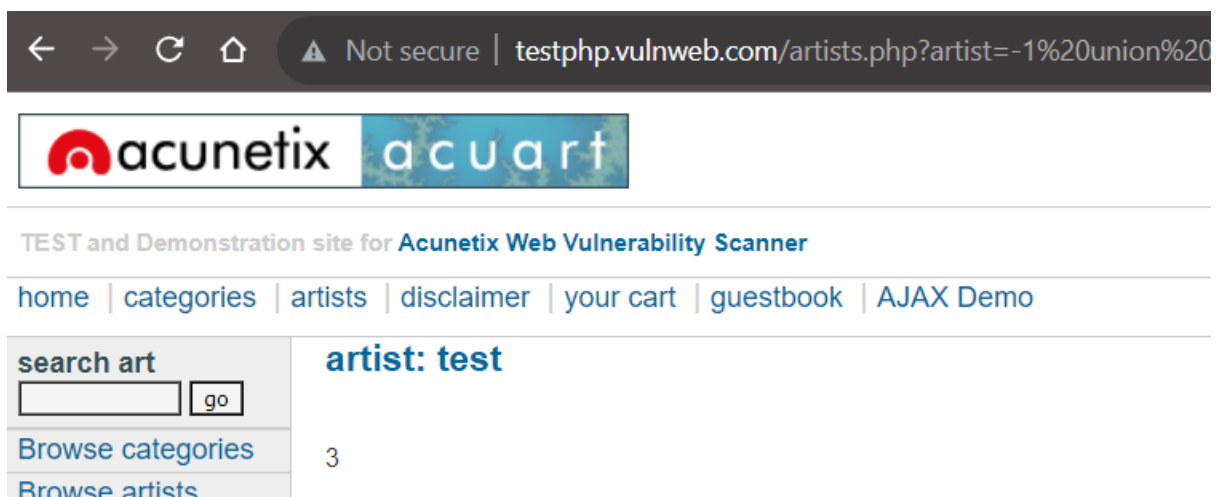 Not secure | testphp.vulnweb.com/artists.php?artist=-1%20union%20
acunetix acuart
TEST and Demonstration site for Acunetix Web Vulnerability Scanner
home | categories | artists | disclaimer | your cart | guestbook | AJAX Demo
search art
go
Browse categories
Browse artists
artist: test
3